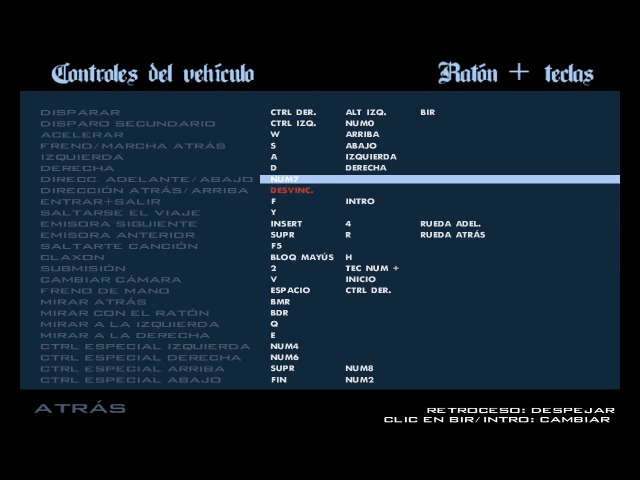 Controles del vehículo Ratón + teclas
DISPARAR CTRL DER. ALT IZQ. BIR
DISPARO SECUNDARIO CTRL IZQ. NUM0
ACELERAR W ARRIBA
FRENO/MARCHA ATRÁS S ABAJO
IZQUIERDA A IZQUIERDA
DERECHA D DERECHA
DIRECC. ADELANTE/ABAJO NUM7
DIRECCIÓN ATRÁS/ARRIBA DESVINC.
ENTRAR+SALIR F INTRO
SALTARSE EL VIAJE Y
EMISORA SIGUIENTE INSERT 4 RUEDA ADEL.
EMISORA ANTERIOR SUPR R RUEDA ATRÁS
SALTARTE CANCIÓN F5
CLAXON BLOQ MAYÚS H
SUBMISIÓN 2 TEC NUM +
CAMBIAR CÁMARA V INICIO
FRENO DE MANO ESPACIO CTRL DER.
MIRAR ATRÁS BMR
MIRAR CON EL RATÓN BDR
MIRAR A LA IZQUIERDA Q
MIRAR A LA DERECHA E
CTRL ESPECIAL IZQUIERDA NUM4
CTRL ESPECIAL DERECHA NUM6
CTRL ESPECIAL ARRIBA SUPR NUM8
CTRL ESPECIAL ABAJO FIN NUM2
ATRÁS RETROCESO: DESPEJAR
CLIC EN BIR/INTRO: CAMBIAR